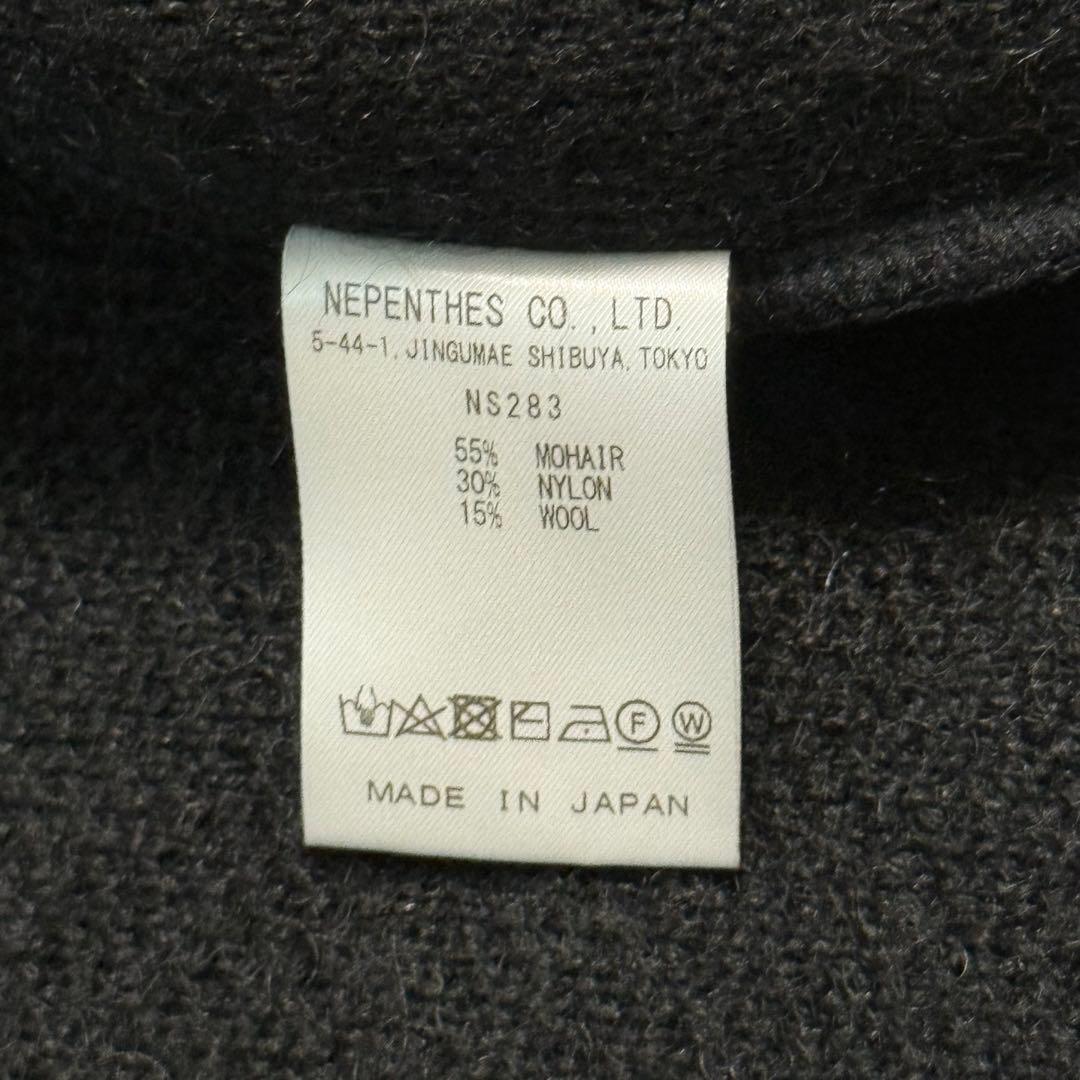 NEPENTHES CO., LTD.
5-44-1, JINGUMAE SHIBUYA, TOKYO
NS283
55% MOHAIR
30% NYLON
15% WOOL
F W
MADE IN JAPAN